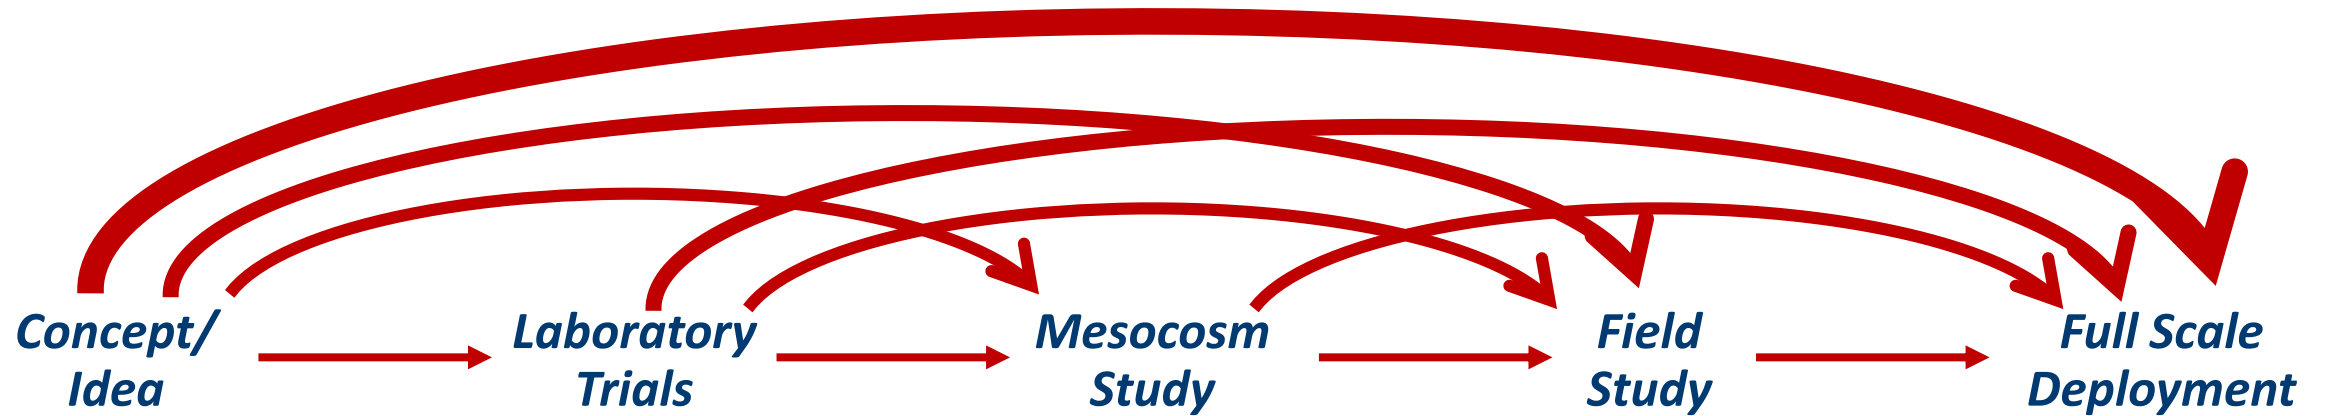 Concept/
Idea
Laboratory
Trials
Mesocosm
Study
Field
Study
Full Scale
Deployment